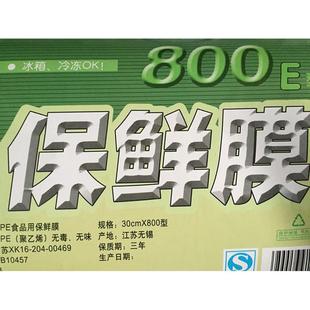 ·冰箱、冷冻OK!
800E
保鲜膜
PE食品用保鲜膜
PE（聚乙烯）无毒、无味
苏XK16-204-00469
B10457
规格：30cmX800型
产地：江苏无锡
保质期：三年
生产日期：